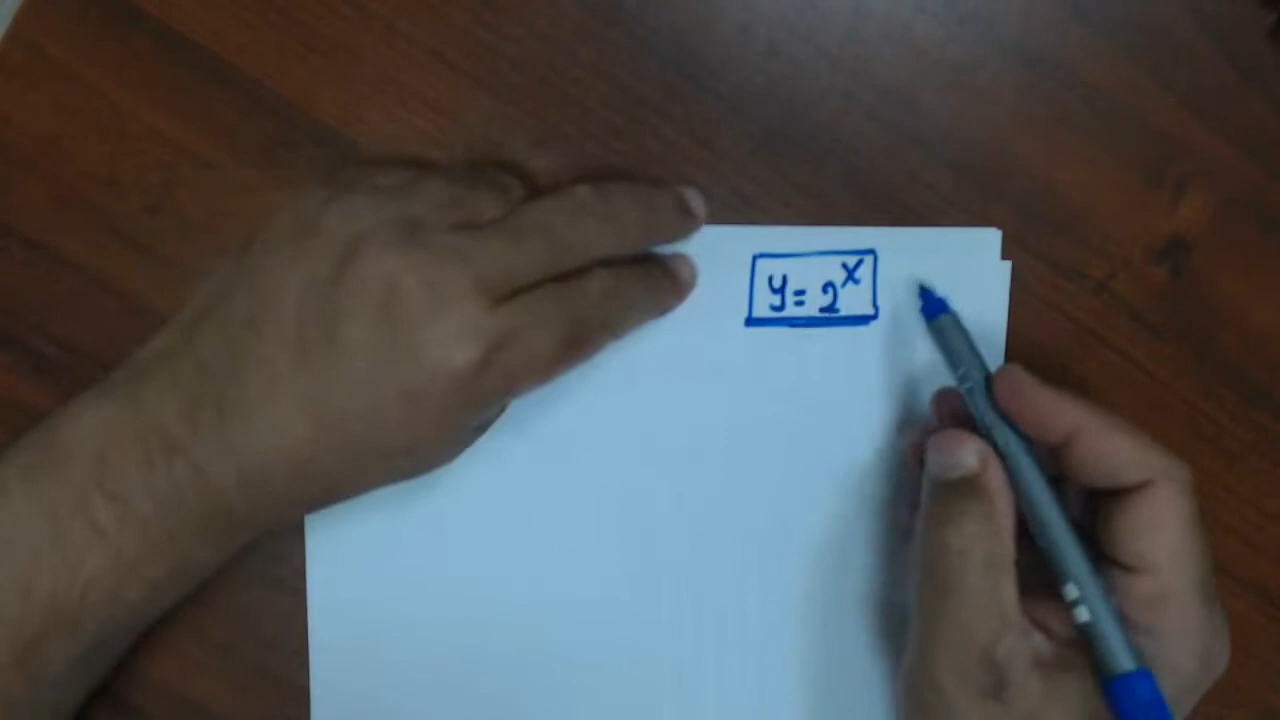 y = 2^x